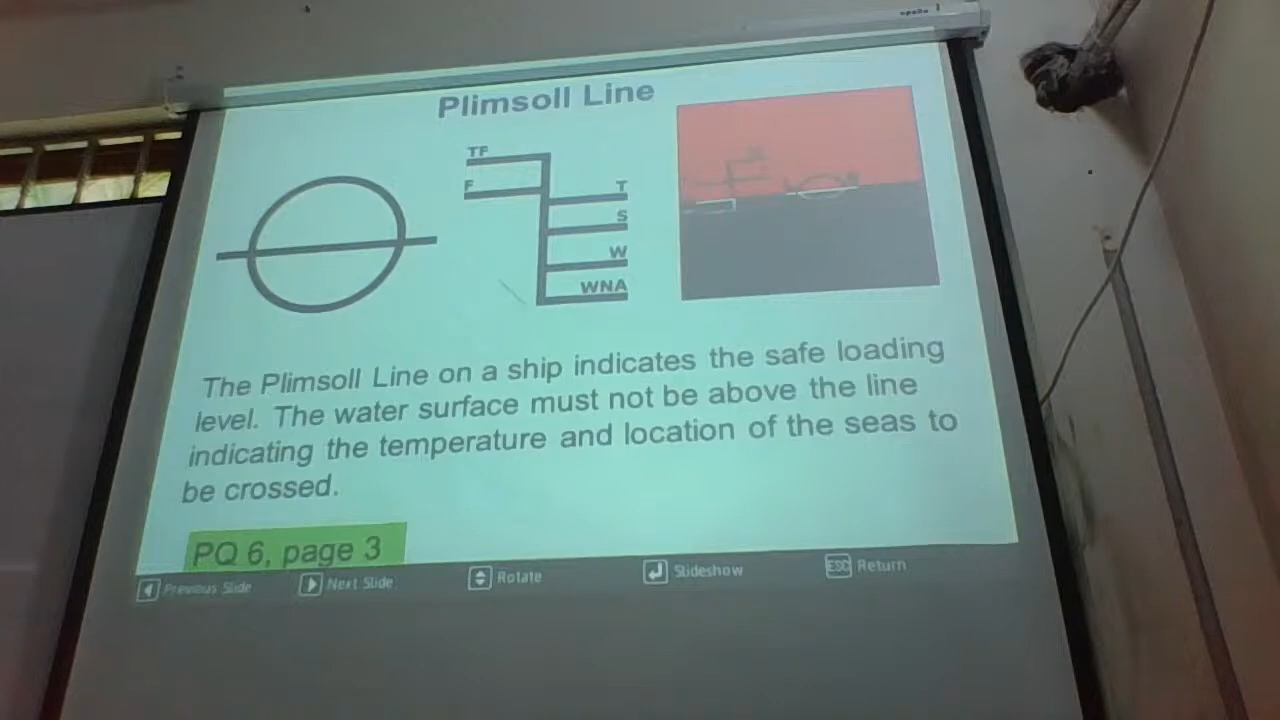 Plimsoll Line
TF
F
T
S
W
WNA
The Plimsoll Line on a ship indicates the safe loading
level. The water surface must not be above the line
indicating the temperature and location of the seas to
be crossed.
PQ 6, page 3
Previous Slide
Next Slide
Rotate
Slideshow
ESC Return